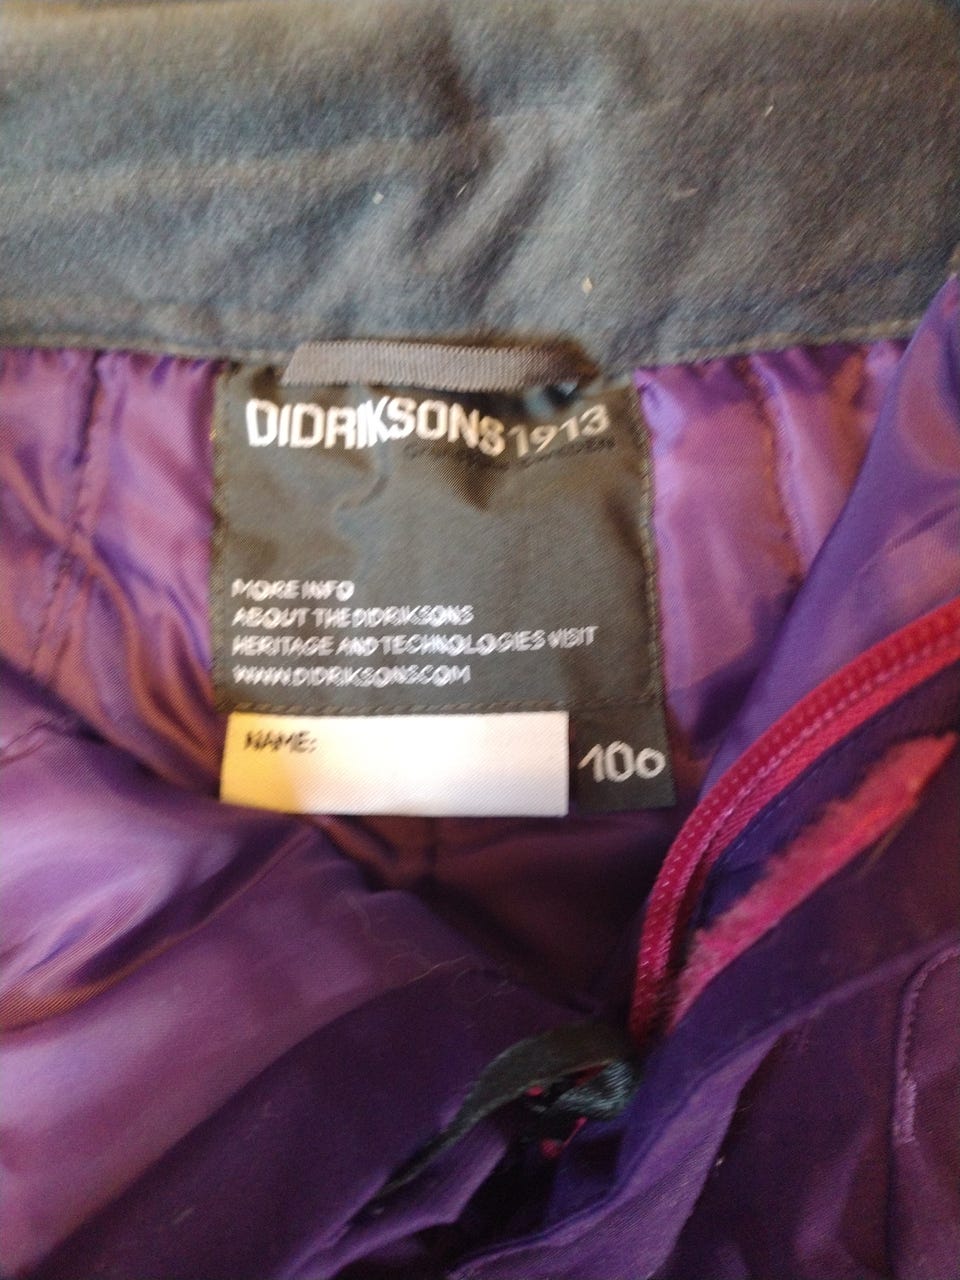 DIDRIKSONS1913
MORE INFO
ABOUT THE DIDRIKSONS
HERITAGE AND TECHNOLOGIES VISIT
WWW.DIDRIKSONS.COM
NAME:
100